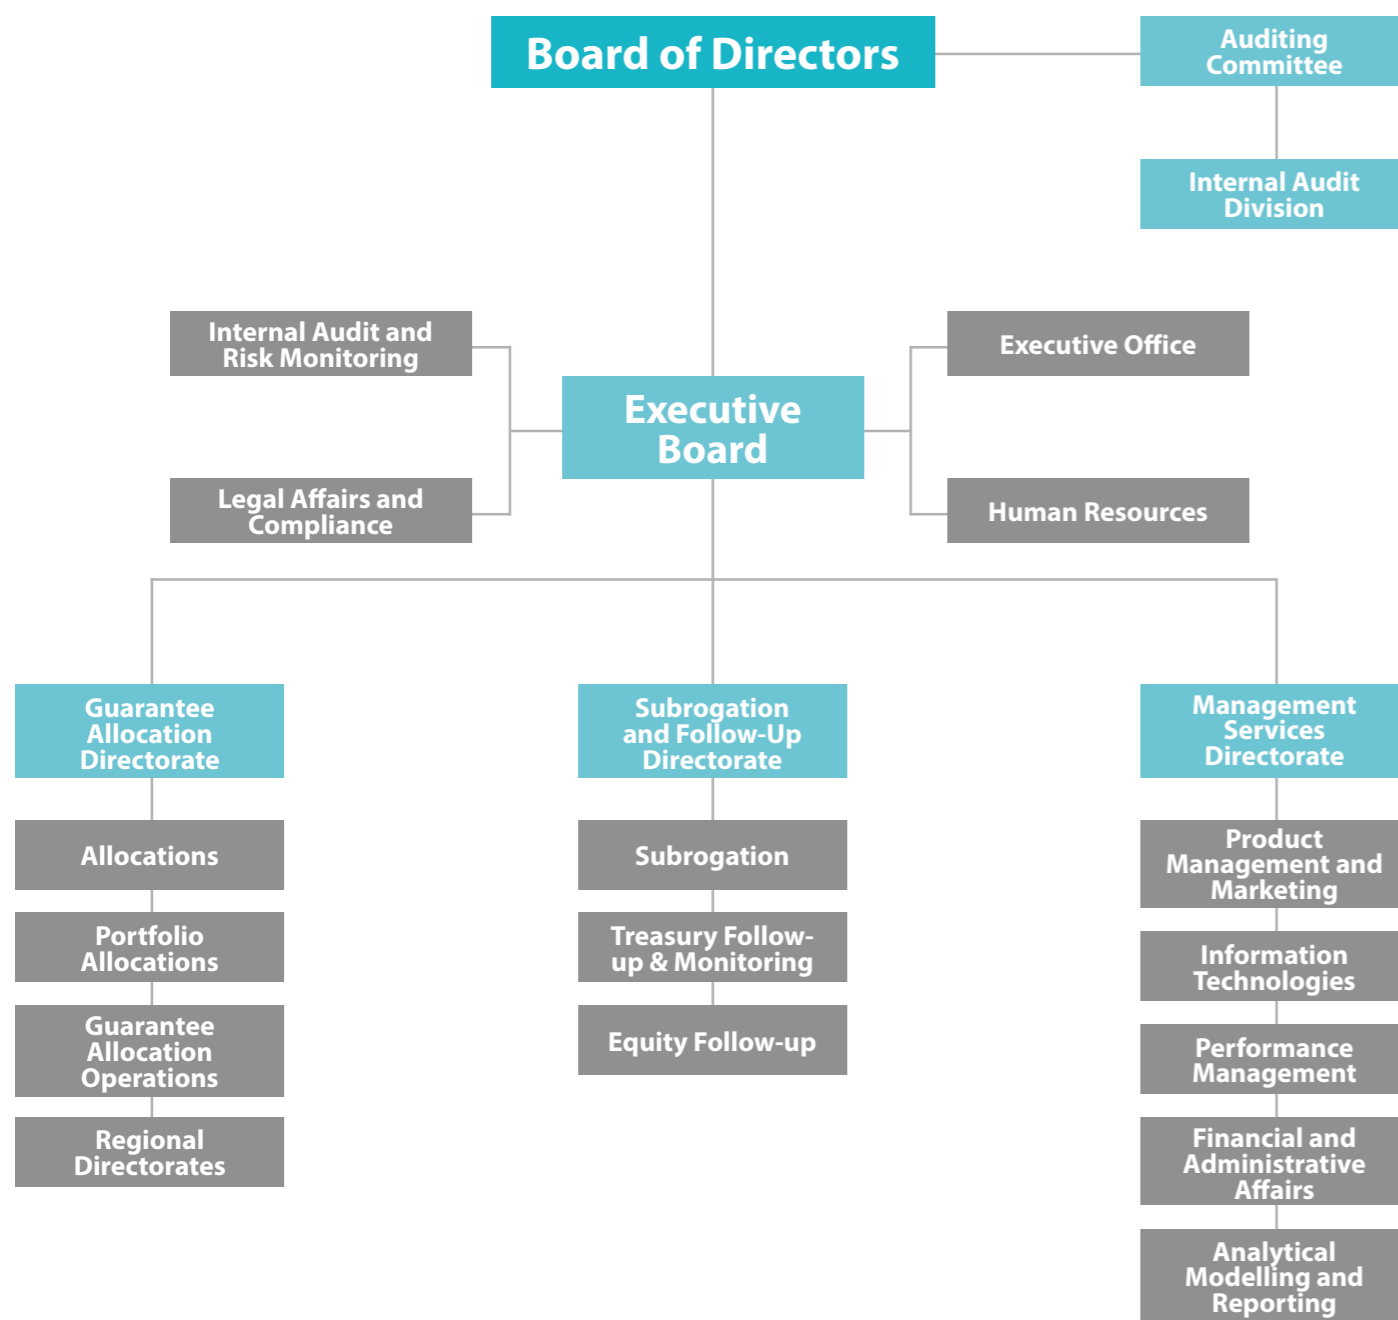 Board of Directors
Auditing
Committee
Internal Audit
Division
Internal Audit and
Risk Monitoring
Executive Office
Executive
Board
Legal Affairs and
Compliance
Human Resources
Guarantee
Allocation
Directorate
Allocations
Portfolio
Allocations
Guarantee
Allocation
Operations
Regional
Directorates
Subrogation
and Follow-Up
Directorate
Subrogation
Treasury Follow-
up & Monitoring
Equity Follow-up
Management
Services
Directorate
Product
Management and
Marketing
Information
Technologies
Performance
Management
Financial and
Administrative
Affairs
Analytical
Modelling and
Reporting